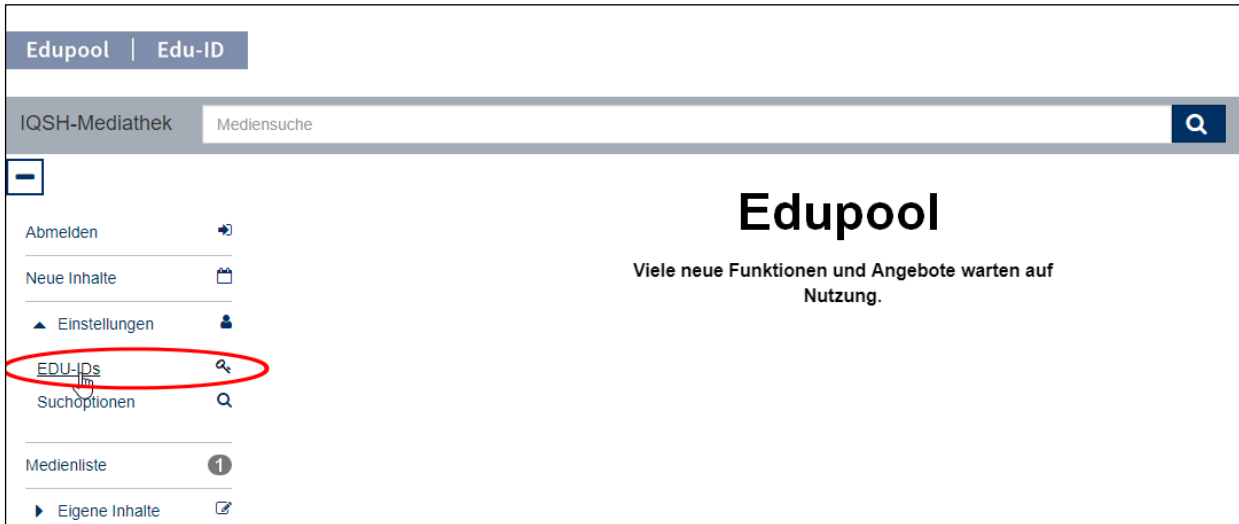 Edupool | Edu-ID
IQSH-Mediathek Mediensuche
Edupool
Viele neue Funktionen und Angebote warten auf
Nutzung.
Abmelden
Neue Inhalte
Einstellungen
EDU-IDs
Suchoptionen
Medienliste 1
Eigene Inhalte